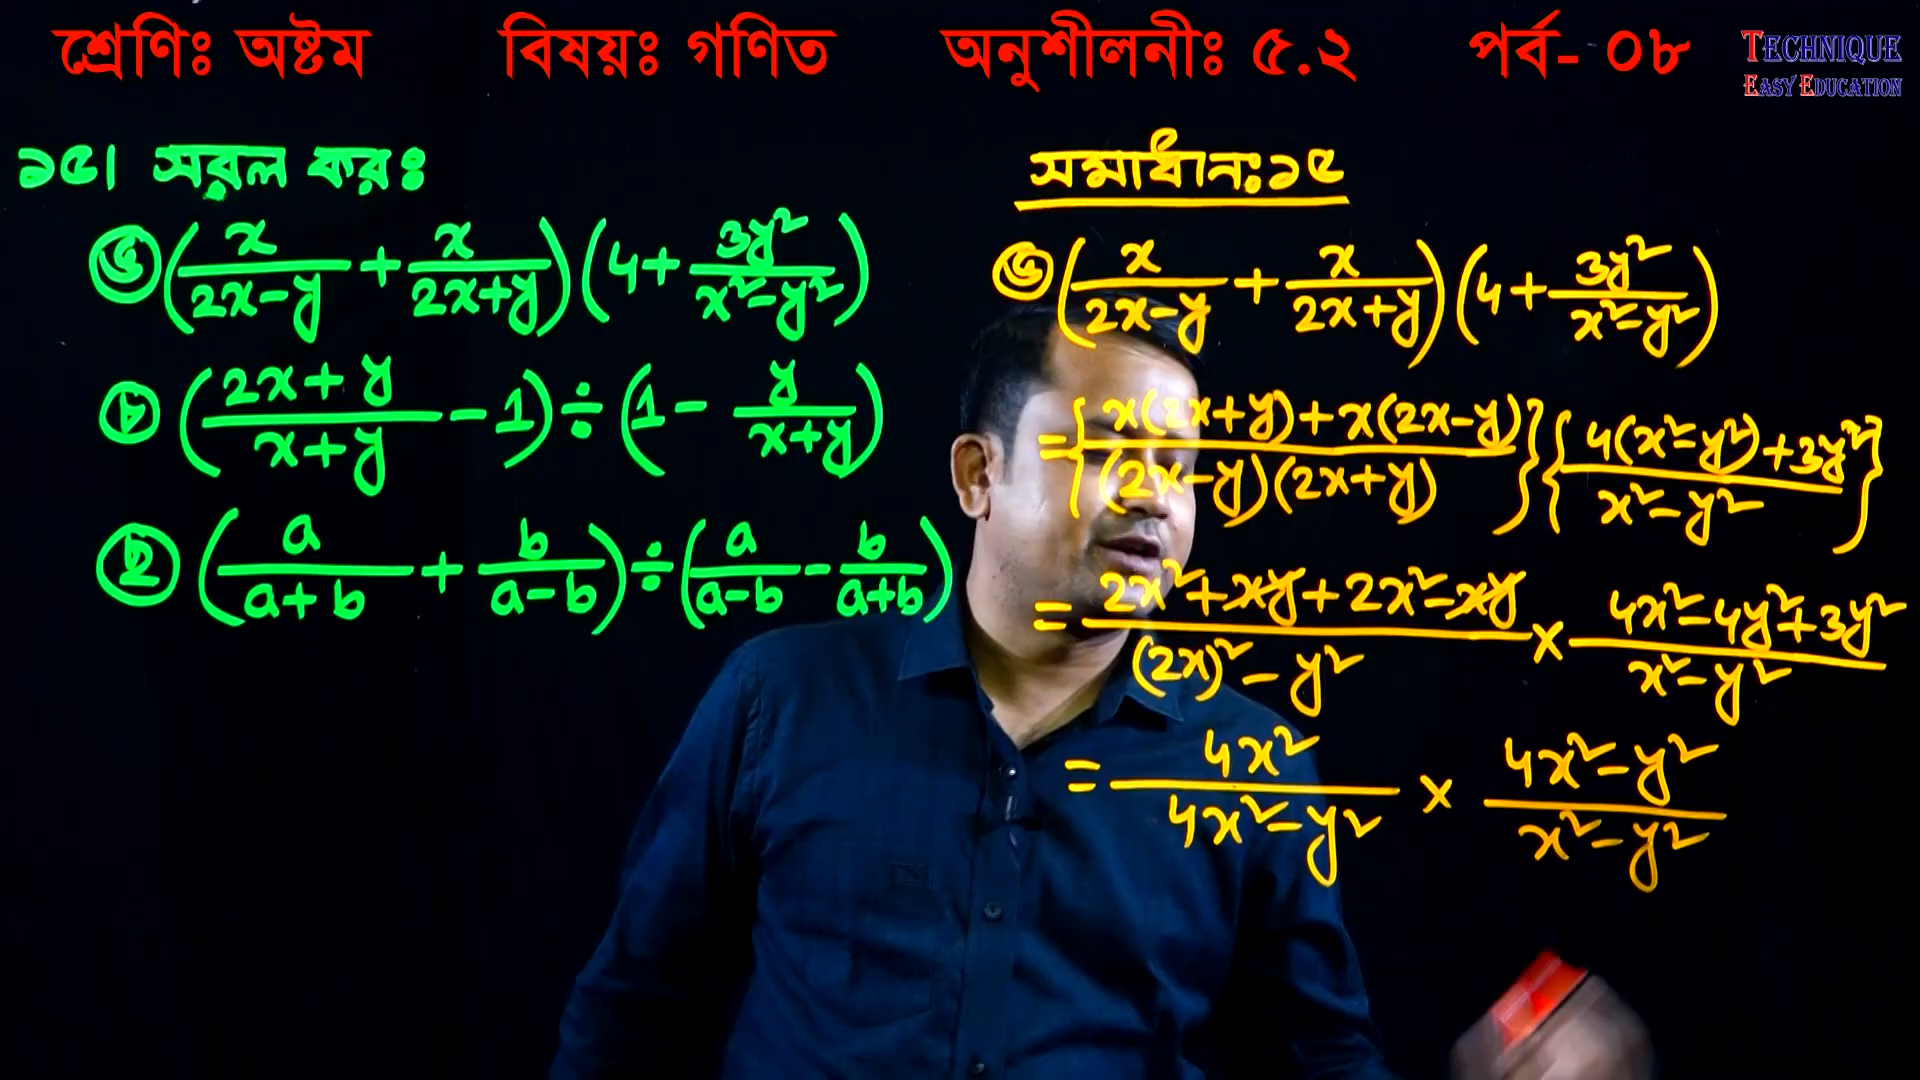 শ্রেণিঃ অষ্টম বিষয়ঃ গণিত অনুশীলনীঃ ৫.২ পর্ব- ০৮
TECHNIQUE
EASY EDUCATION
১৫। সরল করঃ
ঙ (x/(2x-y) + x/(2x+y)) (4 + 3y²/(x²-y²))
চ ((2x+y)/(x+y) - 1) ÷ (1 - y/(x+y))
ছ (a/(a+b) + b/(a-b)) ÷ (a/(a-b) - b/(a+b))
সমাধানঃ১৫
ঙ (x/(2x-y) + x/(2x+y)) (4 + 3y²/(x²-y²))
= {(x(2x+y)+x(2x-y))/((2x-y)(2x+y))} {(4(x²-y²)+3y²)/(x²-y²)}
= (2x²+xy+2x²-xy)/((2x)²-y²) × (4x²-4y²+3y²)/(x²-y²)
= 4x²/(4x²-y²) × (4x²-y²)/(x²-y²)